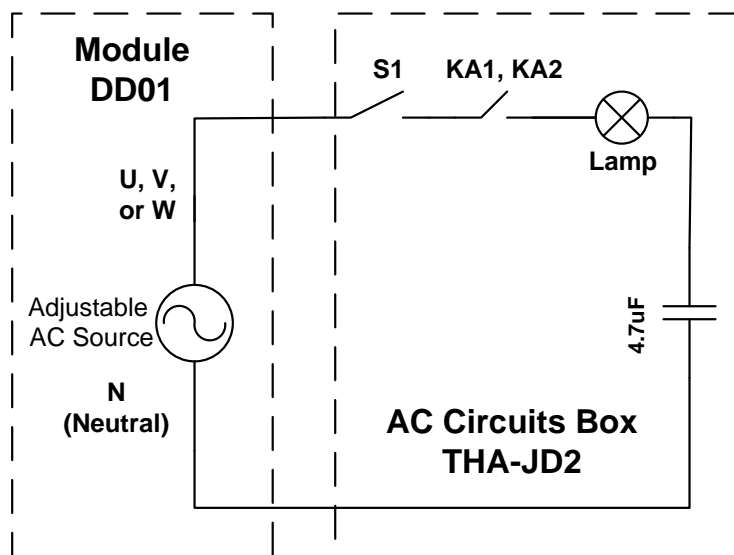 Module
DD01
S1
KA1, KA2
Lamp
U, V,
or W
Adjustable
AC Source
4.7uF
N
(Neutral)
AC Circuits Box
THA-JD2